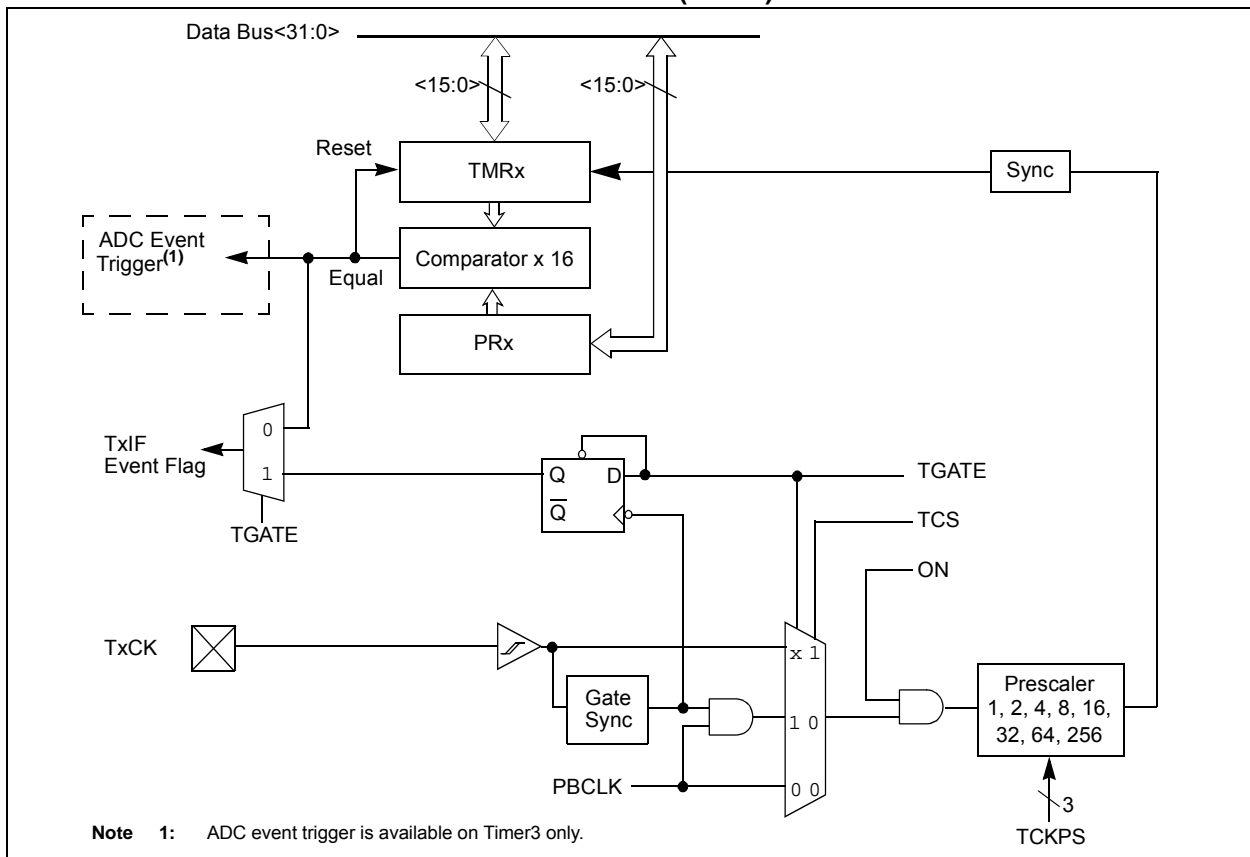 Data Bus<31:0>
<15:0>
<15:0>
Reset
TMRx
Sync
ADC Event
Trigger(1)
Equal
Comparator x 16
PRx
0
1
TxIF
Event Flag
TGATE
Q
D
Q
TGATE
TCS
ON
TxCK
x 1
Gate
Sync
1 0
Prescaler
1, 2, 4, 8, 16,
32, 64, 256
PBCLK
0 0
3
TCKPS
Note 1: ADC event trigger is available on Timer3 only.